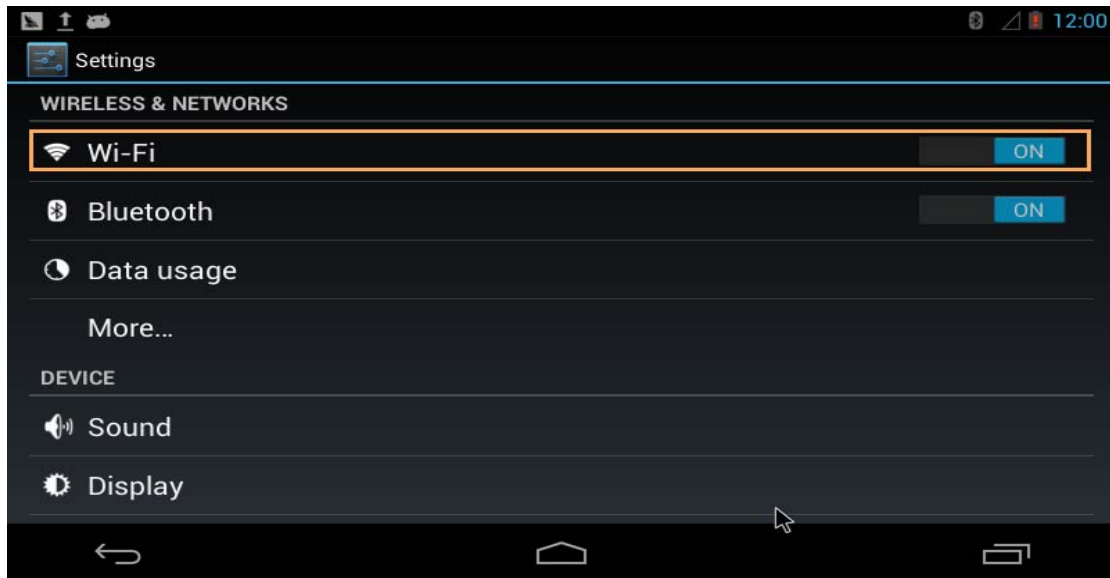 12:00
Settings
WIRELESS & NETWORKS
Wi-Fi ON
Bluetooth ON
Data usage
More...
DEVICE
Sound
Display